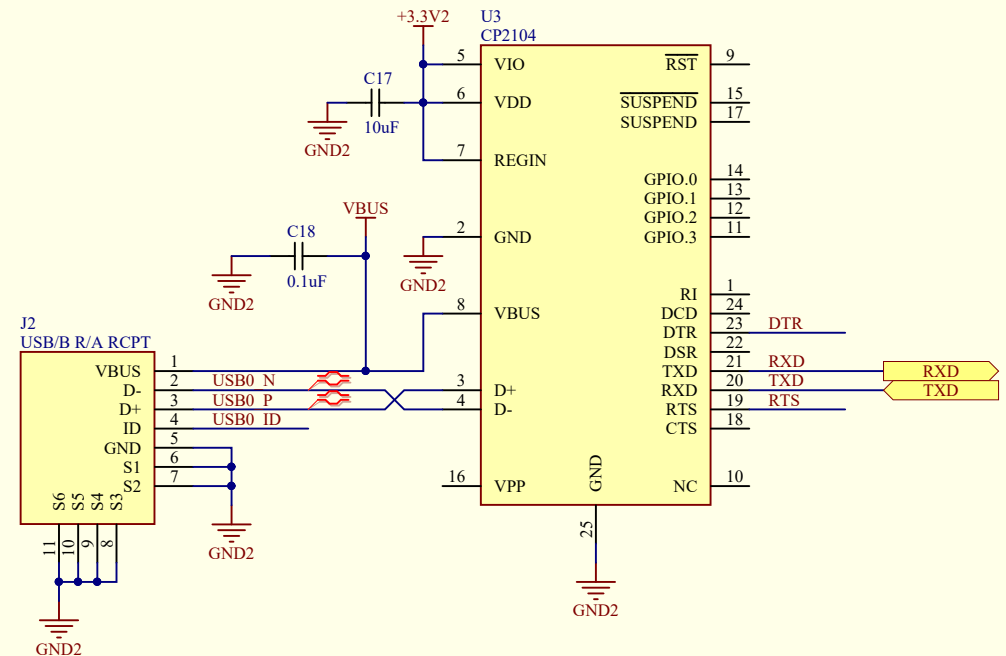 +3.3V2
U3
CP2104
5 VIO
RST 9
C17
10uF
GND2
6 VDD
SUSPEND 15
SUSPEND 17
7 REGIN
GPIO.0 14
GPIO.1 13
GPIO.2 12
GPIO.3 11
VBUS
C18
0.1uF
GND2
2 GND
GND2
8 VBUS
RI 1
DCD 24
DTR 23 DTR
DSR 22
TXD 21 RXD RXD
RXD 20 TXD TXD
RTS 19 RTS
CTS 18
J2
USB/B R/A RCPT
VBUS 1
D- 2 USB0_N
D+ 3 USB0_P
ID 4 USB0_ID
GND 5
S1 6
S2 7
3 D+
4 D-
16 VPP
GND
NC 10
25
S6 S5 S4 S3
11 10 9 8
GND2
GND2
GND2